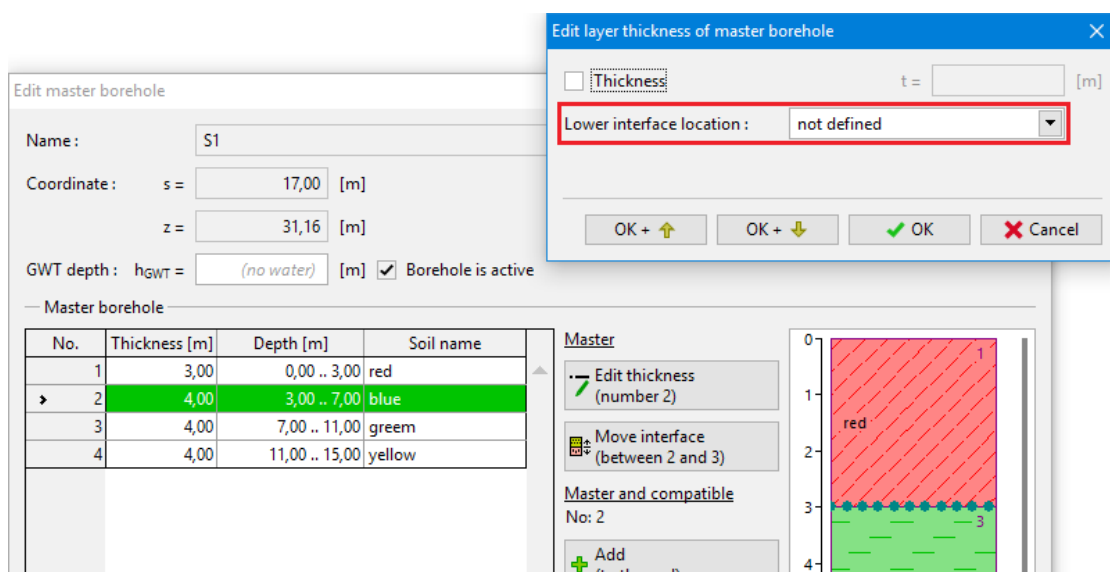 Edit layer thickness of master borehole
Thickness t = [m]
Lower interface location : not defined
OK + OK + OK Cancel
Edit master borehole
Name : S1
Coordinate : s = 17,00 [m]
z = 31,16 [m]
GWT depth : hGWT = (no water) [m] Borehole is active
Master borehole
No. Thickness [m] Depth [m] Soil name
1 3,00 0,00 .. 3,00 red
2 4,00 3,00 .. 7,00 blue
3 4,00 7,00 .. 11,00 greem
4 4,00 11,00 .. 15,00 yellow
Master
Edit thickness
(number 2)
Move interface
(between 2 and 3)
Master and compatible
No: 2
Add
0
1
1
red
2
3
3
4